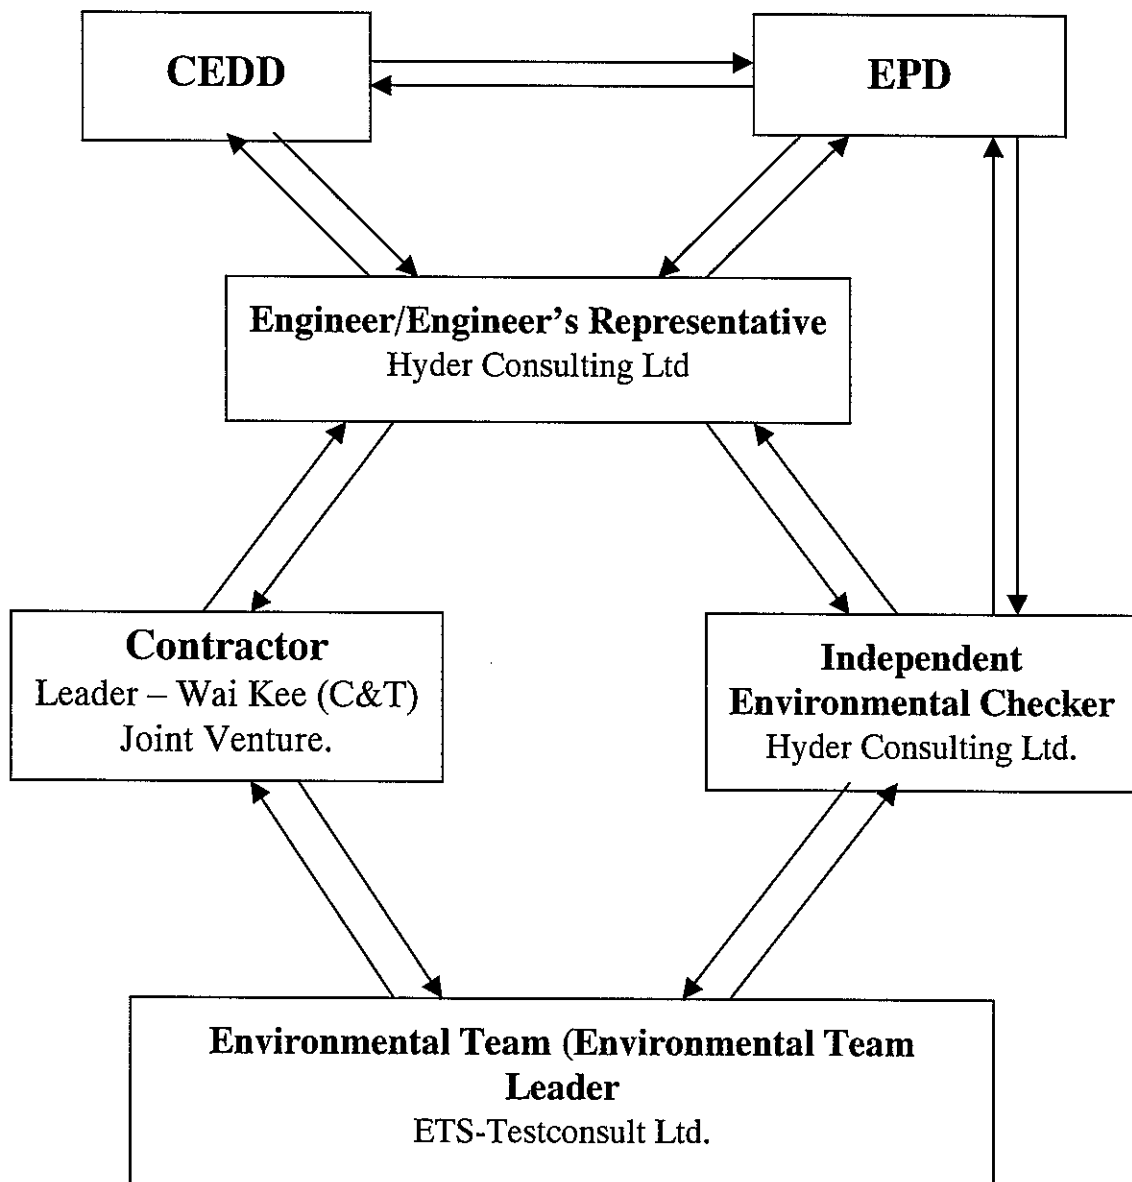 CEDD
EPD
Engineer/Engineer’s Representative
Hyder Consulting Ltd
Contractor
Leader – Wai Kee (C&T)
Joint Venture.
Independent
Environmental Checker
Hyder Consulting Ltd.
Environmental Team (Environmental Team
Leader
ETS-Testconsult Ltd.